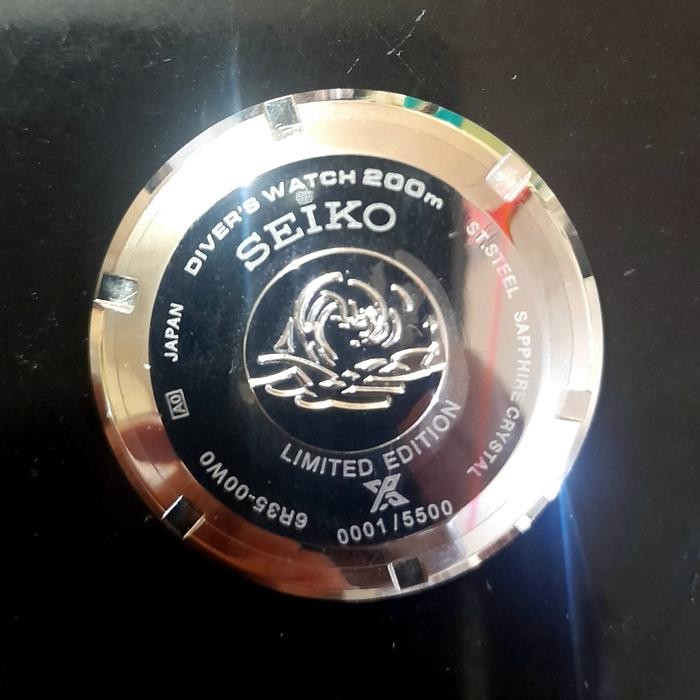 DIVER'S WATCH 200m
SEIKO
ST.STEEL SAPPHIRE CRYSTAL
JAPAN
A0
6R35-00W0
LIMITED EDITION
X
0001/5500